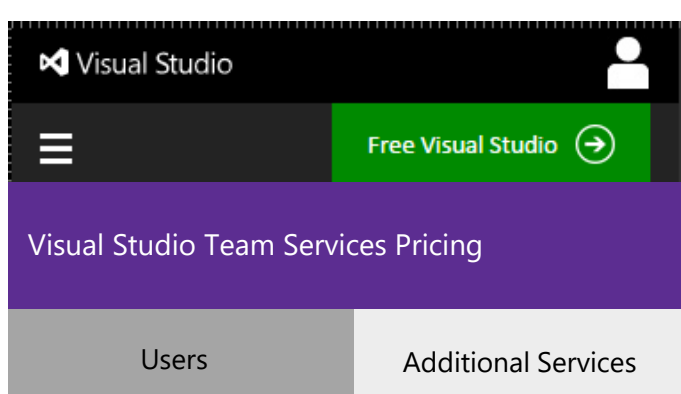 Visual Studio
Free Visual Studio
Visual Studio Team Services Pricing
Users
Additional Services